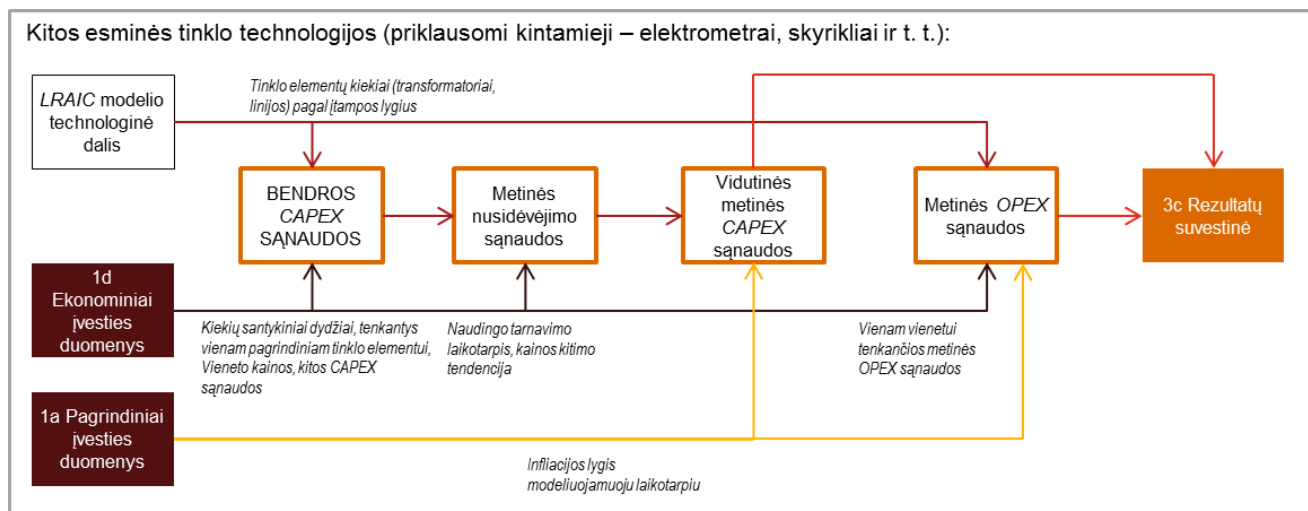 Kitos esminės tinklo technologijos (priklausomi kintamieji – elektrometrai, skyrikliai ir t. t.):
LRAIC modelio
technologinė
dalis
Tinklo elementų kiekiai (transformatoriai,
linijos) pagal įtampos lygius
BENDROS
CAPEX
SĄNAUDOS
Metinės
nusidėvėjimo
sąnaudos
Vidutinės
metinės
CAPEX
sąnaudos
Metinės OPEX
sąnaudos
3c Rezultatų
suvestinė
1d
Ekonominiai
įvesties
duomenys
Kiekių santykiniai dydžiai, tenkantys
vienam pagrindiniam tinklo elementui,
Vieneto kainos, kitos CAPEX
sąnaudos
Naudingo tarnavimo
laikotarpis, kainos kitimo
tendencija
Vienam vienetui
tenkančios metinės
OPEX sąnaudos
1a Pagrindiniai
įvesties
duomenys
Infliacijos lygis
modeliuojamuoju laikotarpiu